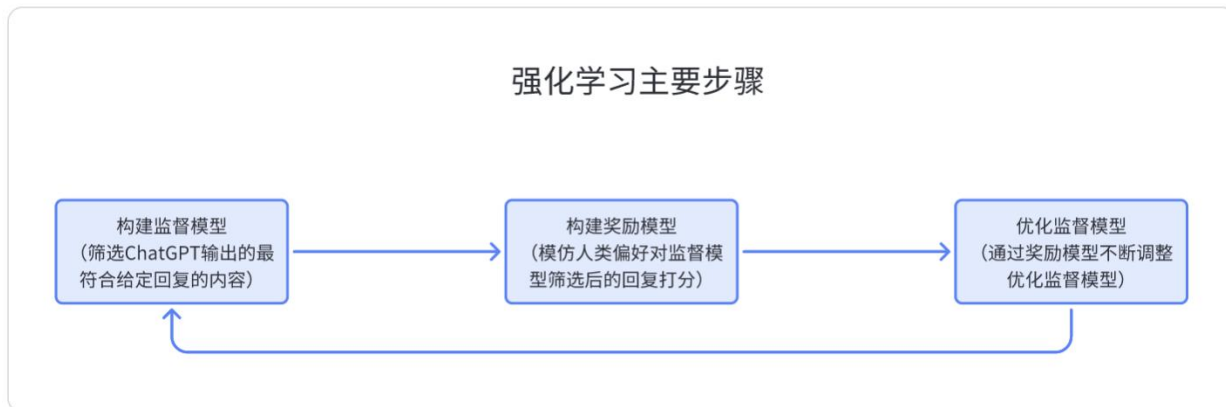 强化学习主要步骤
构建监督模型
（筛选ChatGPT输出的最
符合给定回复的内容）
构建奖励模型
（模仿人类偏好对监督模
型筛选后的回复打分）
优化监督模型
（通过奖励模型不断调整
优化监督模型）